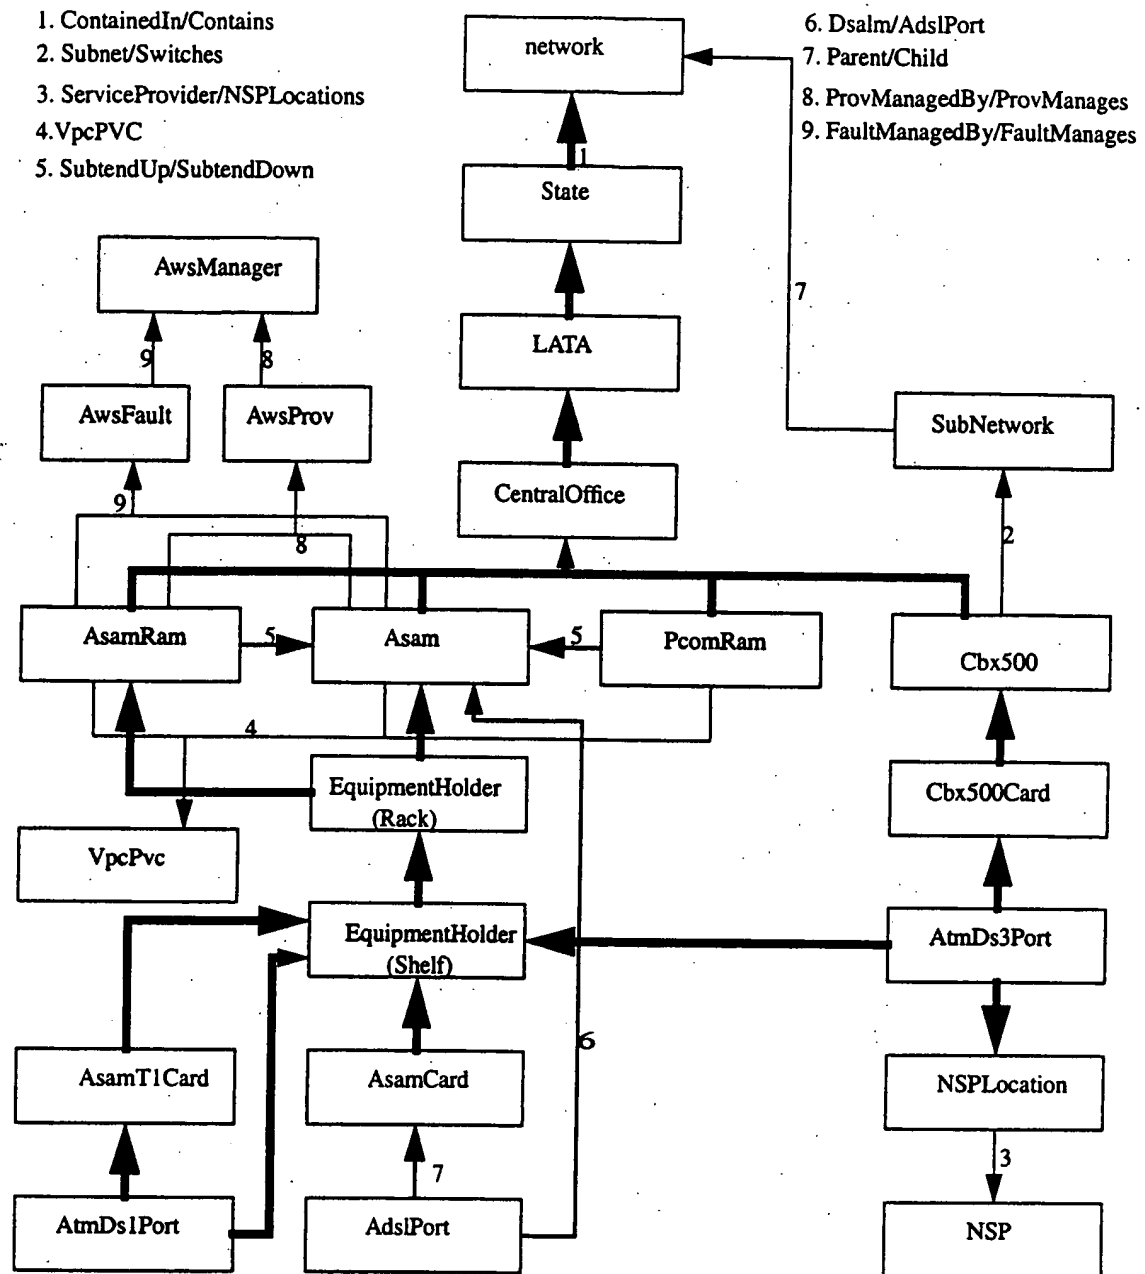 1. ContainedIn/Contains
2. Subnet/Switches
3. ServiceProvider/NSPLocations
4.VpcPVC
5. SubtendUp/SubtendDown
6. Dsalm/AdslPort
7. Parent/Child
8. ProvManagedBy/ProvManages
9. FaultManagedBy/FaultManages
network
1
State
AwsManager
7
LATA
9
8
AwsFault
AwsProv
SubNetwork
CentralOffice
9
8
2
AsamRam
5
Asam
5
PcomRam
Cbx500
4
EquipmentHolder
(Rack)
Cbx500Card
VpcPvc
EquipmentHolder
(Shelf)
AtmDs3Port
6
AsamT1Card
AsamCard
NSPLocation
7
3
AtmDs1Port
AdslPort
NSP